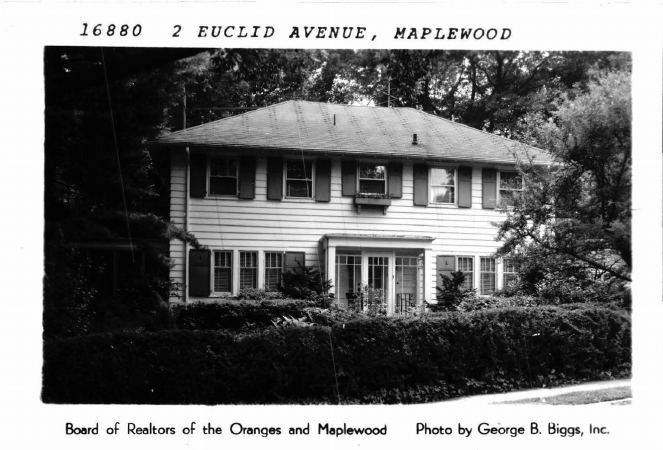 16880 2 EUCLID AVENUE, MAPLEWOOD
Board of Realtors of the Oranges and Maplewood Photo by George B. Biggs, Inc.